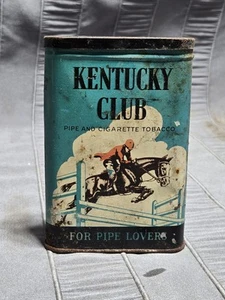 KENTUCKY
CLUB
PIPE AND CIGARETTE TOBACCO
FOR PIPE LOVERS